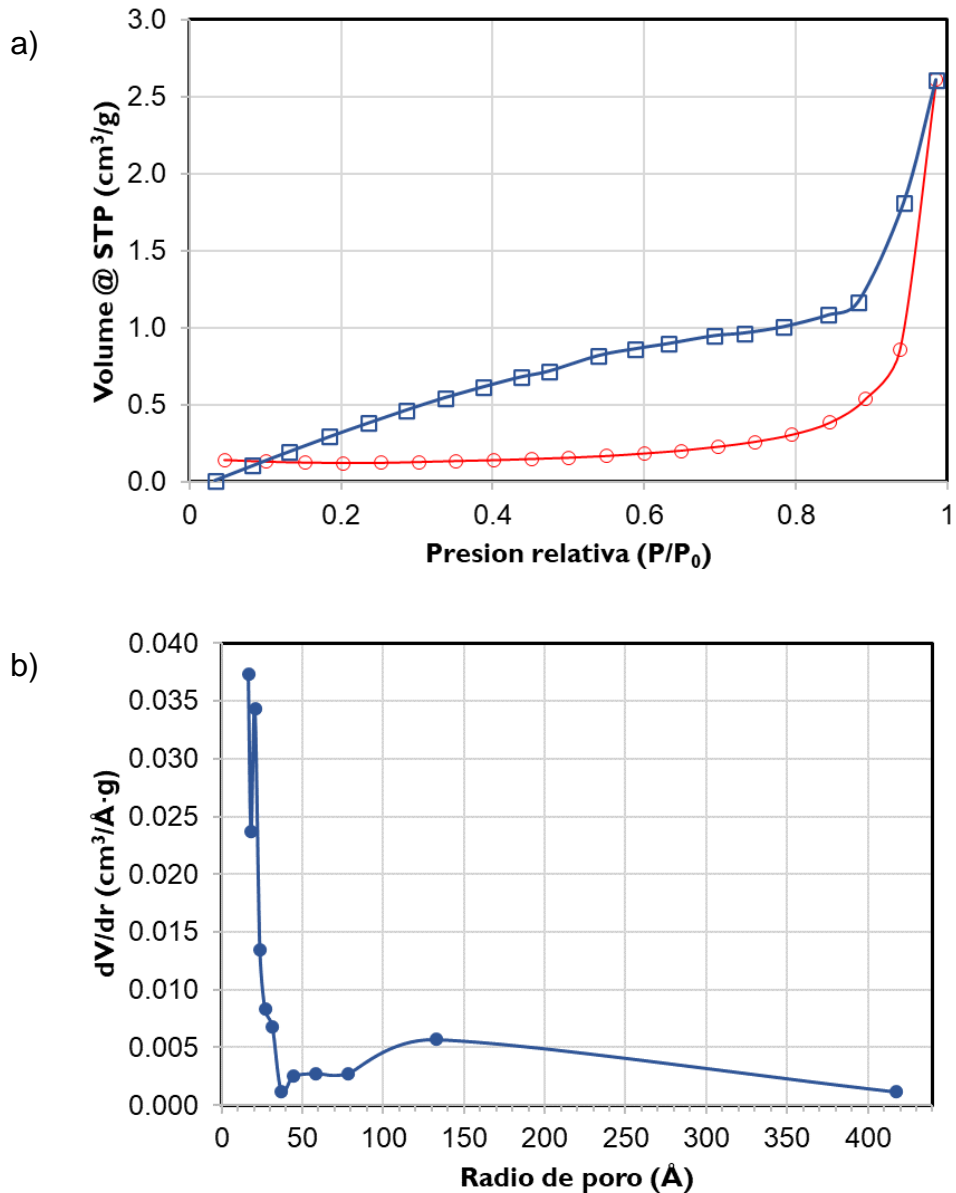 a)
Volume @ STP (cm³/g)
3.0
2.5
2.0
1.5
1.0
0.5
0.0
0 0.2 0.4 0.6 0.8 1
Presion relativa (P/P₀)
b)
dV/dr (cm³/Å·g)
0.040
0.035
0.030
0.025
0.020
0.015
0.010
0.005
0.000
0 50 100 150 200 250 300 350 400
Radio de poro (Å)